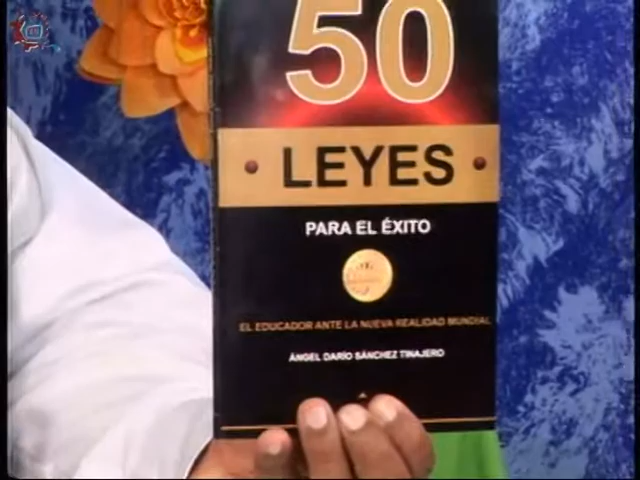 50
LEYES
PARA EL ÉXITO
EL EDUCADOR ANTE LA NUEVA REALIDAD MUNDIAL
ÁNGEL DARÍO SÁNCHEZ TINAJERO